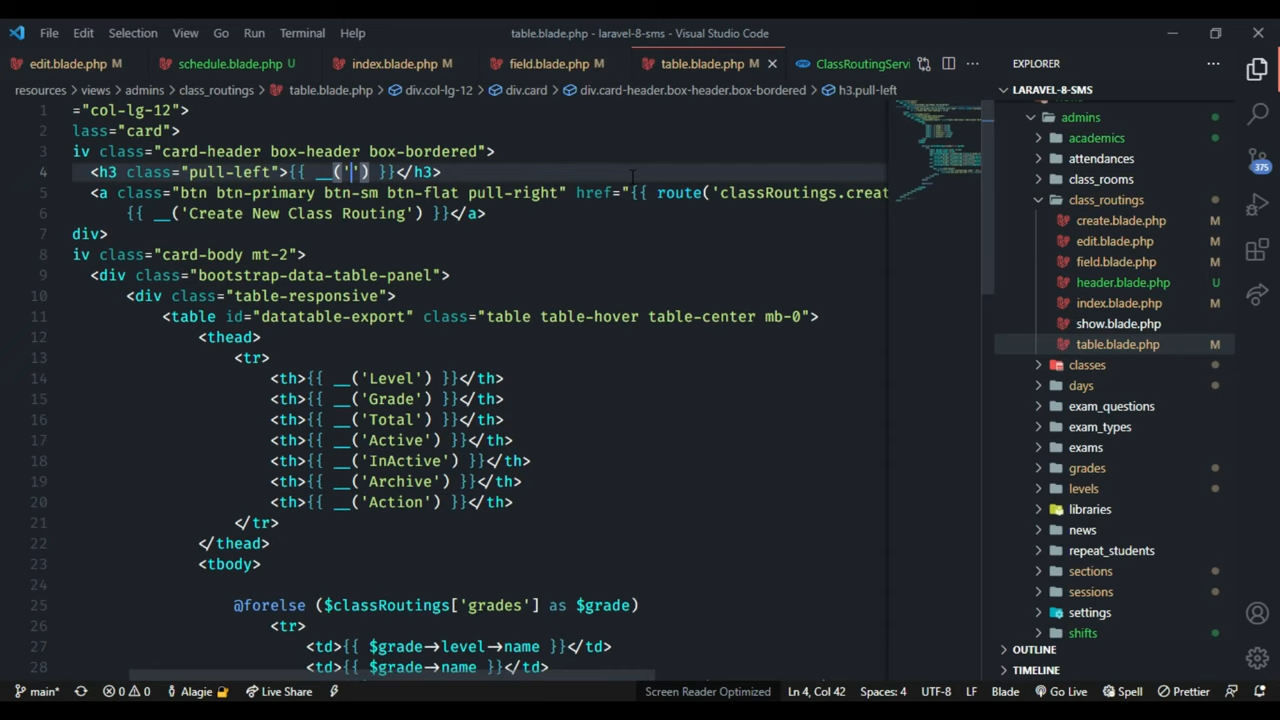 File Edit Selection View Go Run Terminal Help table.blade.php - laravel-8-sms - Visual Studio Code
edit.blade.php M schedule.blade.php U index.blade.php M field.blade.php M table.blade.php M ClassRoutingServi EXPLORER
resources > views > admins > class_routings > table.blade.php > div.col-lg-12 > div.card > div.card-header.box-header.box-bordered > h3.pull-left
1 ="col-lg-12">
2 lass="card">
3 iv class="card-header box-header box-bordered">
4 <h3 class="pull-left">{{ __('') }}</h3>
5 <a class="btn btn-primary btn-sm btn-flat pull-right" href="{{ route('classRoutings.creat
6 {{ __('Create New Class Routing') }}</a>
7 div>
8 iv class="card-body mt-2">
9 <div class="bootstrap-data-table-panel">
10 <div class="table-responsive">
11 <table id="datatable-export" class="table table-hover table-center mb-0">
12 <thead>
13 <tr>
14 <th>{{ __('Level') }}</th>
15 <th>{{ __('Grade') }}</th>
16 <th>{{ __('Total') }}</th>
17 <th>{{ __('Active') }}</th>
18 <th>{{ __('InActive') }}</th>
19 <th>{{ __('Archive') }}</th>
20 <th>{{ __('Action') }}</th>
21 </tr>
22 </thead>
23 <tbody>
24
25 @forelse ($classRoutings['grades'] as $grade)
26 <tr>
27 <td>{{ $grade->level->name }}</td>
28 <td>{{ $grade->name }}</td>
LARAVEL-8-SMS
admins
academics
attendances
class_rooms
class_routings
create.blade.php M
edit.blade.php M
field.blade.php M
header.blade.php U
index.blade.php M
show.blade.php
table.blade.php M
classes
days
exam_questions
exam_types
exams
grades
levels
libraries
news
repeat_students
sections
sessions
settings
shifts
OUTLINE
TIMELINE
375
main* 0 0 Alagie Live Share Screen Reader Optimized Ln 4, Col 42 Spaces: 4 UTF-8 LF Blade Go Live Spell Prettier